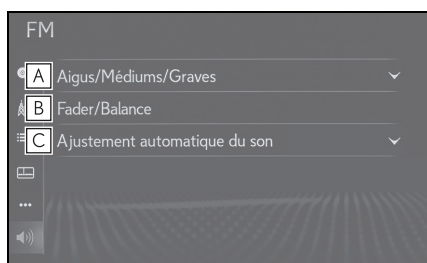 FM
A Aigus/Médiums/Graves
B Fader/Balance
C Ajustement automatique du son